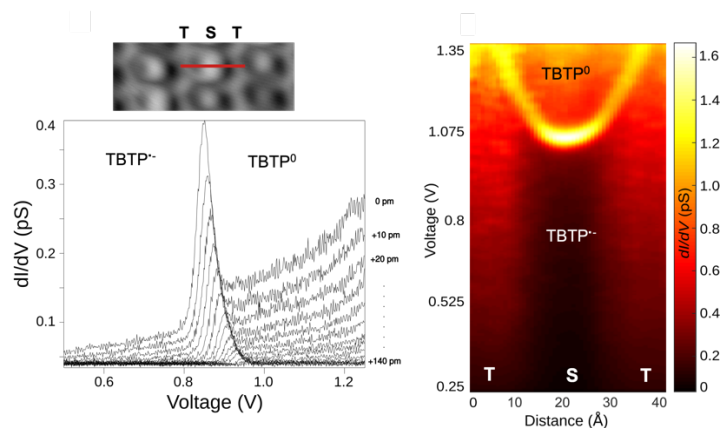 T S T
0.4
0.3
0.2
0.1
dI/dV (pS)
TBTP·-
TBTP⁰
0 pm
+10 pm
+20 pm
.
.
.
.
.
+140 pm
0.6 0.8 1.0 1.2
Voltage (V)
1.35
1.075
0.8
0.525
0.25
Voltage (V)
TBTP⁰
TBTP·-
T S T
0 10 20 30 40
Distance (Å)
1.6
1.4
1.2
1.0
0.8
0.6
0.4
0.2
0
dI/dV (pS)